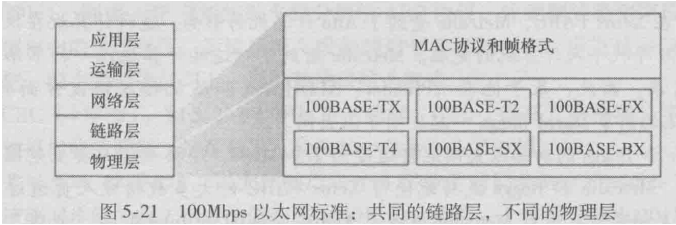 应用层
运输层
网络层
链路层
物理层
MAC协议和帧格式
100BASE-TX 100BASE-T2 100BASE-FX
100BASE-T4 100BASE-SX 100BASE-BX
图 5-21 100Mbps 以太网标准：共同的链路层，不同的物理层